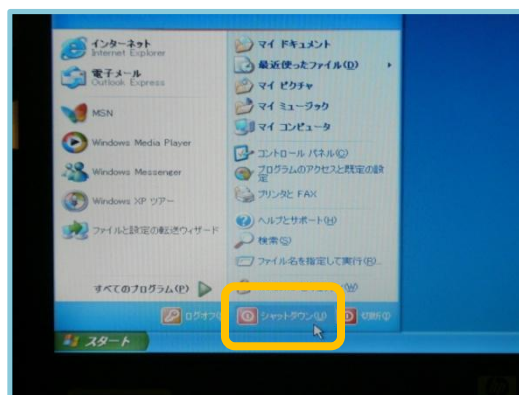 インターネット
Internet Explorer
電子メール
Outlook Express
MSN
Windows Media Player
Windows Messenger
Windows XP ツアー
ファイルと設定の転送ウィザード
すべてのプログラム(P)
マイ ドキュメント
最近使ったファイル(D)
マイ ピクチャ
マイ ミュージック
マイ コンピュータ
コントロール パネル(C)
プログラムのアクセスと既定の設
定
プリンタと FAX
ヘルプとサポート(H)
検索(S)
ファイル名を指定して実行(R)...
ログオフ(L)
シャットダウン(U)
切断(I)
スタート